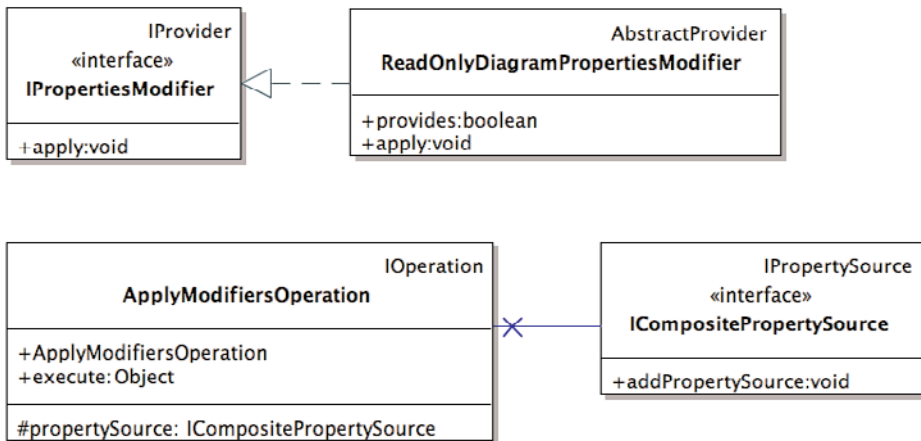 IProvider
«interface»
IPropertiesModifier
+apply:void
AbstractProvider
ReadOnlyDiagramPropertiesModifier
+provides:boolean
+apply:void
IOperation
ApplyModifiersOperation
+ApplyModifiersOperation
+execute:Object
#propertySource: ICompositePropertySource
IPropertySource
«interface»
ICompositePropertySource
+addPropertySource:void